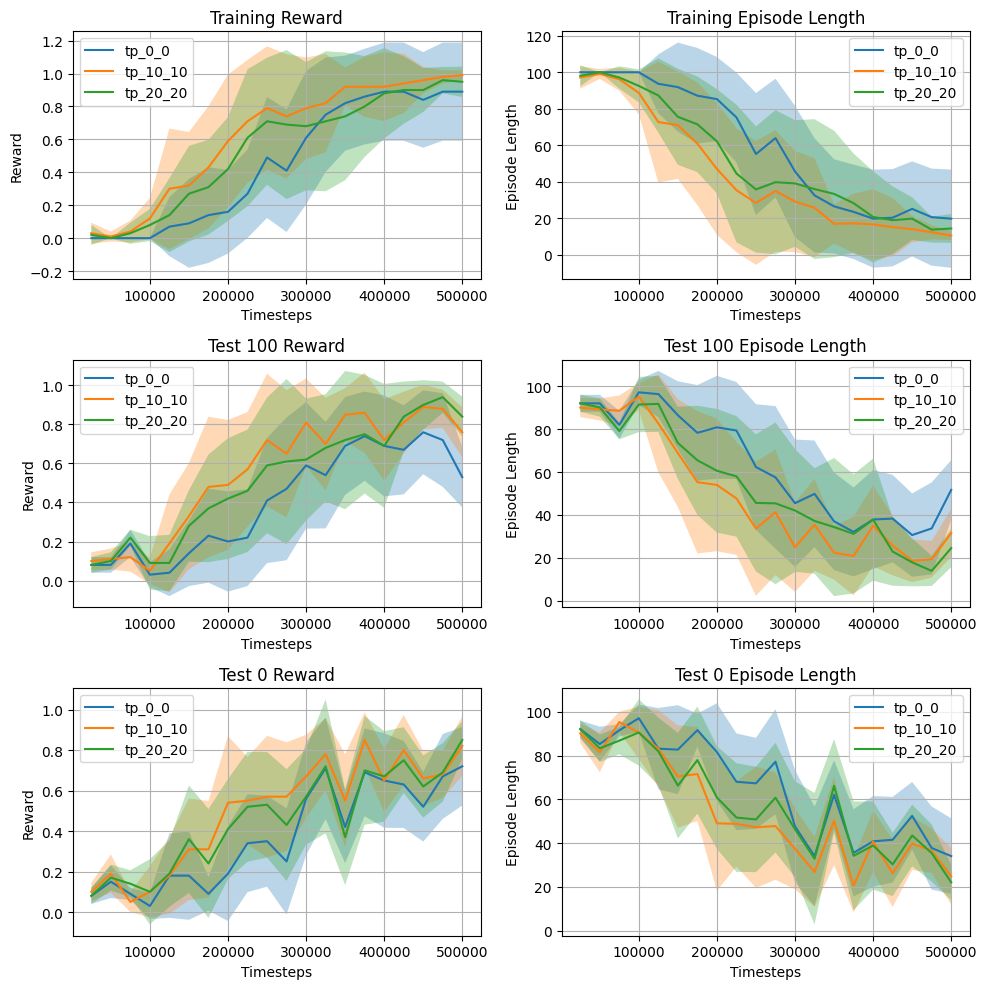 Training Reward
1.2
1.0
0.8
0.6
0.4
0.2
0.0
−0.2
Reward
tp_0_0
tp_10_10
tp_20_20
100000 200000 300000 400000 500000
Timesteps
Training Episode Length
120
100
80
60
40
20
0
Episode Length
tp_0_0
tp_10_10
tp_20_20
100000 200000 300000 400000 500000
Timesteps
Test 100 Reward
1.0
0.8
0.6
0.4
0.2
0.0
Reward
tp_0_0
tp_10_10
tp_20_20
100000 200000 300000 400000 500000
Timesteps
Test 100 Episode Length
100
80
60
40
20
0
Episode Length
tp_0_0
tp_10_10
tp_20_20
100000 200000 300000 400000 500000
Timesteps
Test 0 Reward
1.0
0.8
0.6
0.4
0.2
0.0
Reward
tp_0_0
tp_10_10
tp_20_20
100000 200000 300000 400000 500000
Timesteps
Test 0 Episode Length
100
80
60
40
20
0
Episode Length
tp_0_0
tp_10_10
tp_20_20
100000 200000 300000 400000 500000
Timesteps